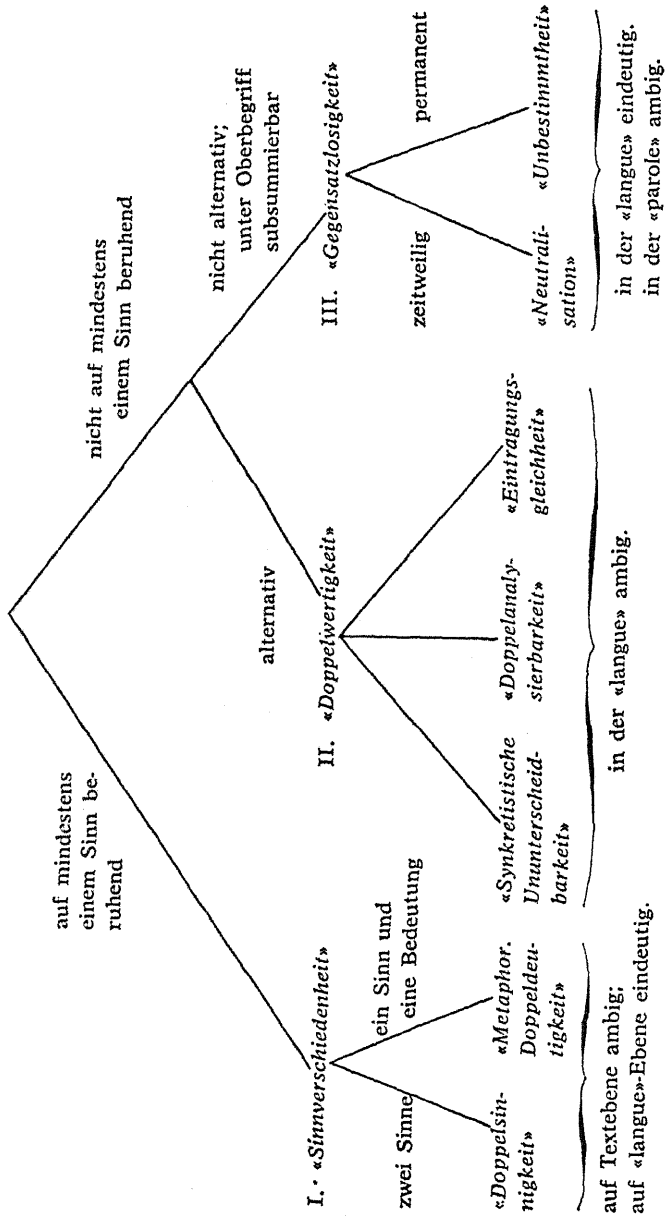 auf mindestens
einem Sinn be-
ruhend
nicht auf mindestens
einem Sinn beruhend
alternativ
nicht alternativ;
unter Oberbegriff
subsummierbar
I. «Sinnverschiedenheit»
II. «Doppelwertigkeit»
III. «Gegensatzlosigkeit»
zwei Sinne
ein Sinn und
eine Bedeutung
zeitweilig
permanent
«Doppelsin-
nigkeit»
«Metaphor.
Doppeldeu-
tigkeit»
«Synkretistische
Ununterscheid-
barkeit»
«Doppelanaly-
sierbarkeit»
«Eintragungs-
gleichheit»
«Neutrali-
sation»
«Unbestimmtheit»
auf Textebene ambig;
auf «langue»-Ebene eindeutig.
in der «langue» ambig.
in der «langue» eindeutig.
in der «parole» ambig.